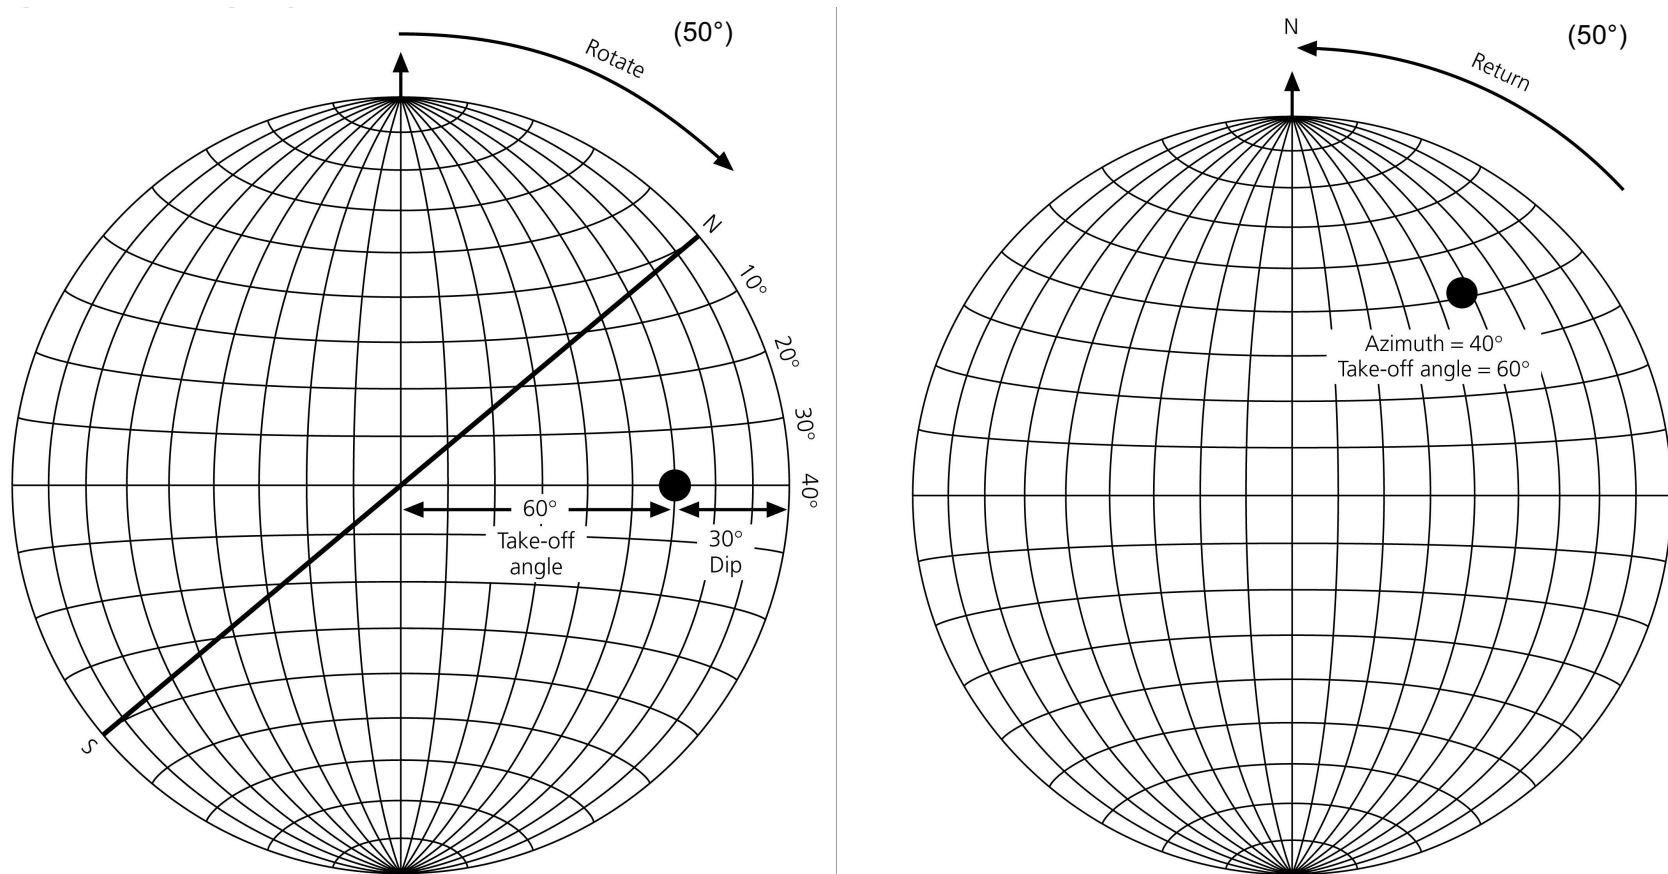 (50°)
Rotate
N
10°
20°
30°
40°
60°
Take-off
angle
30°
Dip
S
N
(50°)
Return
Azimuth = 40°
Take-off angle = 60°